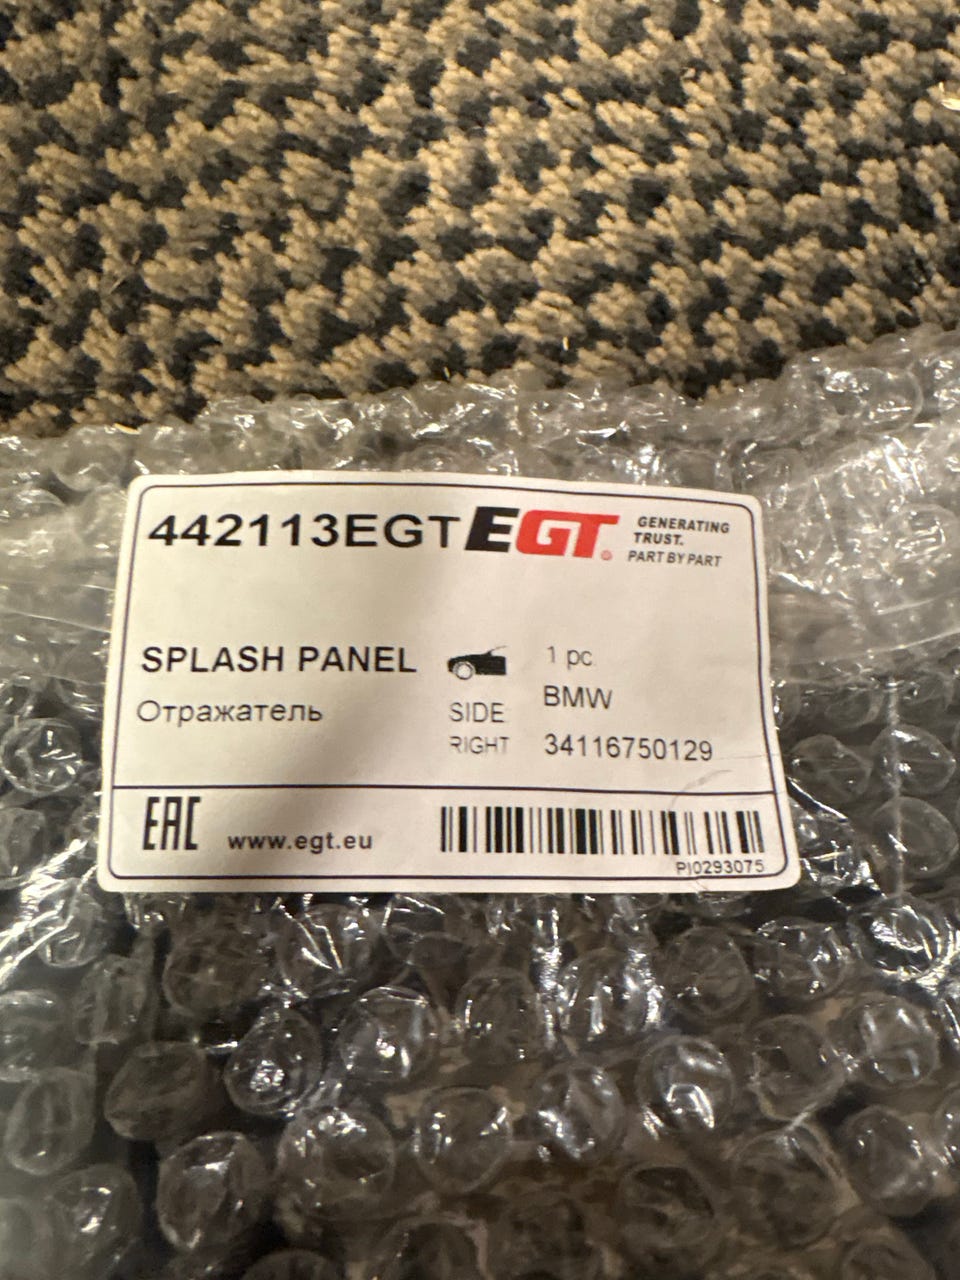 442113EGT EGT GENERATING
TRUST.
PART BY PART
SPLASH PANEL
Отражатель
SIDE
RIGHT
1 pc
BMW
34116750129
EAC
www.egt.eu
PI0293075